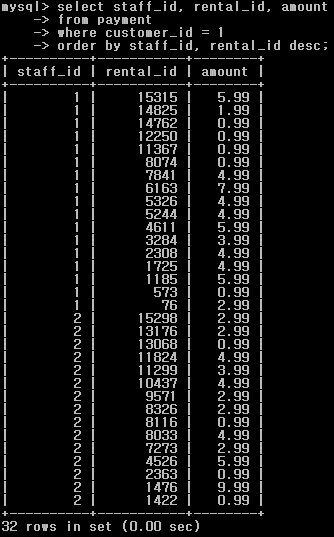 mysql> select staff_id, rental_id, amount
    -> from payment
    -> where customer_id = 1
    -> order by staff_id, rental_id desc;
+----------+-----------+--------+
| staff_id | rental_id | amount |
+----------+-----------+--------+
|        1 |     15315 |   5.99 |
|        1 |     14825 |   1.99 |
|        1 |     14762 |   0.99 |
|        1 |     12250 |   0.99 |
|        1 |     11367 |   0.99 |
|        1 |      8074 |   0.99 |
|        1 |      7841 |   4.99 |
|        1 |      6163 |   7.99 |
|        1 |      5326 |   4.99 |
|        1 |      5244 |   4.99 |
|        1 |      4611 |   5.99 |
|        1 |      3284 |   3.99 |
|        1 |      2308 |   4.99 |
|        1 |      1725 |   4.99 |
|        1 |      1185 |   5.99 |
|        1 |       573 |   0.99 |
|        1 |        76 |   2.99 |
|        2 |     15298 |   2.99 |
|        2 |     13176 |   2.99 |
|        2 |     13068 |   0.99 |
|        2 |     11824 |   4.99 |
|        2 |     11299 |   3.99 |
|        2 |     10437 |   4.99 |
|        2 |      9571 |   2.99 |
|        2 |      8326 |   2.99 |
|        2 |      8116 |   0.99 |
|        2 |      8033 |   4.99 |
|        2 |      7273 |   2.99 |
|        2 |      4526 |   5.99 |
|        2 |      2363 |   0.99 |
|        2 |      1476 |   9.99 |
|        2 |      1422 |   0.99 |
+----------+-----------+--------+
32 rows in set (0.00 sec)